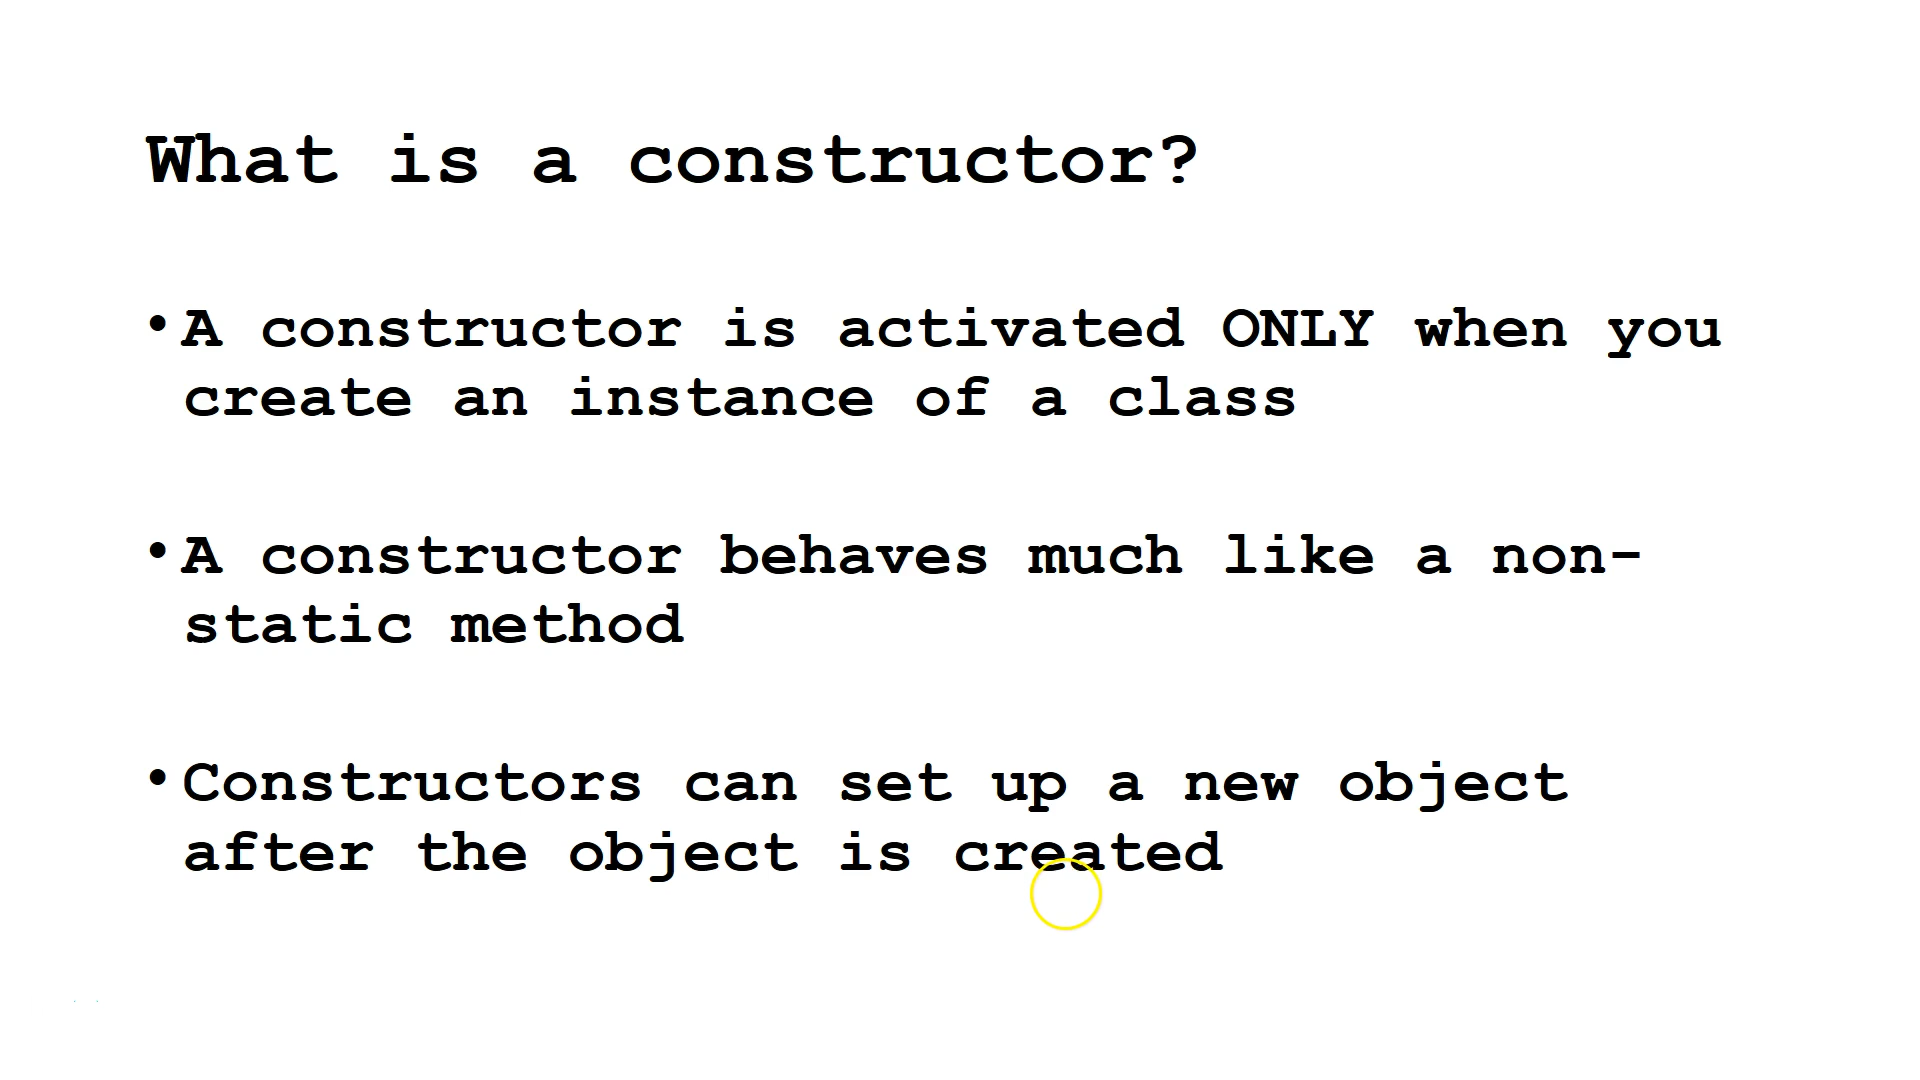 What is a constructor?
•A constructor is activated ONLY when you
create an instance of a class
•A constructor behaves much like a non-
static method
•Constructors can set up a new object
after the object is created